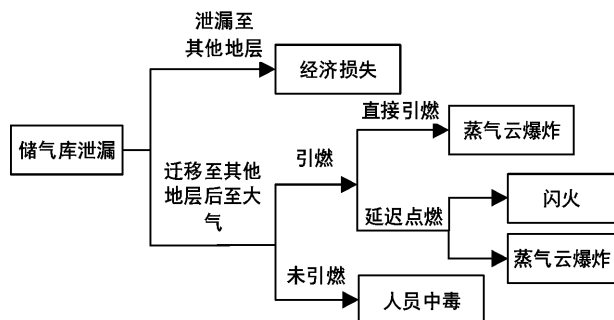 泄漏至
其他地层
经济损失
直接引燃
蒸气云爆炸
储气库泄漏
引燃
迁移至其他
地层后至大
气
闪火
延迟点燃
蒸气云爆炸
未引燃
人员中毒